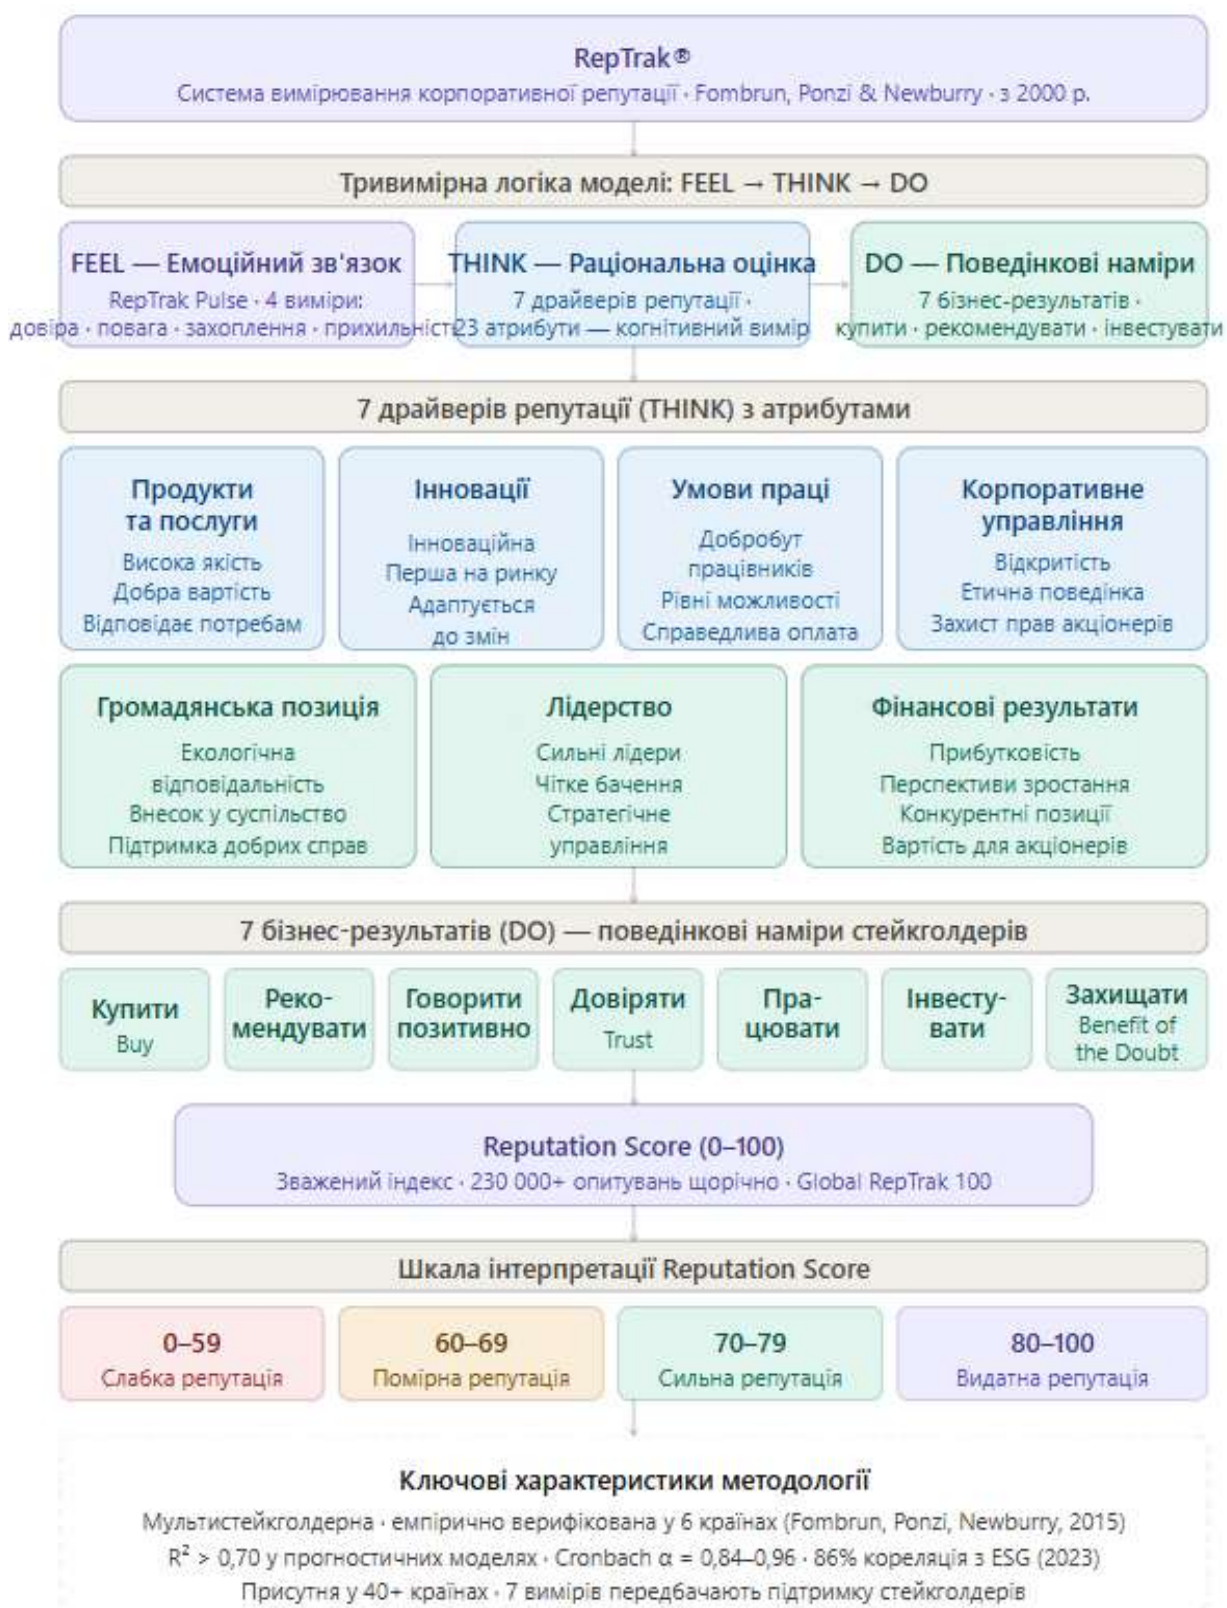 RepTrak®
Система вимірювання корпоративної репутації · Fombrun, Ponzi & Newburry · з 2000 р.
Тривимірна логіка моделі: FEEL → THINK → DO
FEEL — Емоційний зв'язок
RepTrak Pulse · 4 виміри:
довіра · повага · захоплення · прихильність
THINK — Раціональна оцінка
7 драйверів репутації ·
23 атрибути — когнітивний вимір
DO — Поведінкові наміри
7 бізнес-результатів ·
купити · рекомендувати · інвестувати
7 драйверів репутації (THINK) з атрибутами
Продукти
та послуги
Висока якість
Добра вартість
Відповідає потребам
Інновації
Інноваційна
Перша на ринку
Адаптується
до змін
Умови праці
Добробут
працівників
Рівні можливості
Справедлива оплата
Корпоративне
управління
Відкритість
Етична поведінка
Захист прав акціонерів
Громадянська позиція
Екологічна
відповідальність
Внесок у суспільство
Підтримка добрих справ
Лідерство
Сильні лідери
Чітке бачення
Стратегічне
управління
Фінансові результати
Прибутковість
Перспективи зростання
Конкурентні позиції
Вартість для акціонерів
7 бізнес-результатів (DO) — поведінкові наміри стейкголдерів
Купити
Buy
Реко-
мендувати
Говорити
позитивно
Довіряти
Trust
Пра-
цювати
Інвесту-
вати
Захищати
Benefit of
the Doubt
Reputation Score (0–100)
Зважений індекс · 230 000+ опитувань щорічно · Global RepTrak 100
Шкала інтерпретації Reputation Score
0–59
Слабка репутація
60–69
Помірна репутація
70–79
Сильна репутація
80–100
Видатна репутація
Ключові характеристики методології
Мультистейкголдерна · емпірично верифікована у 6 країнах (Fombrun, Ponzi, Newburry, 2015)
R² > 0,70 у прогностичних моделях · Cronbach α = 0,84–0,96 · 86% кореляція з ESG (2023)
Присутня у 40+ країнах · 7 вимірів передбачають підтримку стейкголдерів